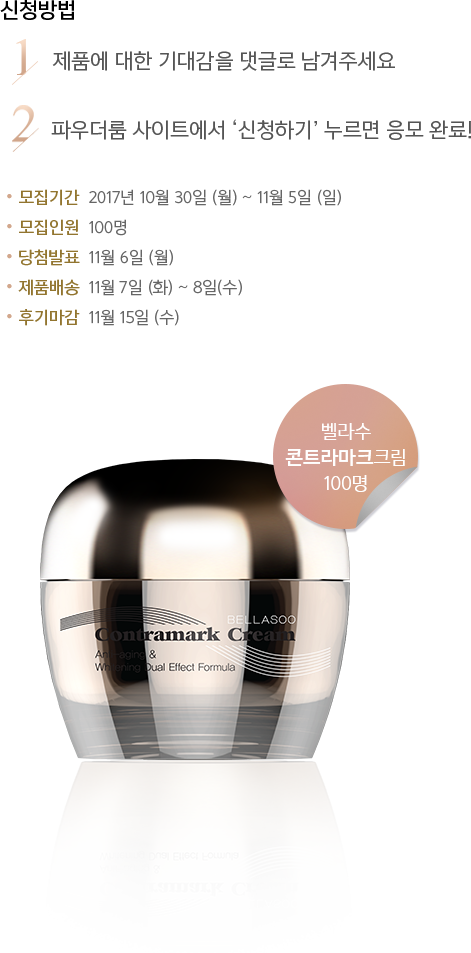 신청방법
1 제품에 대한 기대감을 댓글로 남겨주세요
2 파우더룸 사이트에서 ‘신청하기’ 누르면 응모 완료!
• 모집기간 2017년 10월 30일 (월) ~ 11월 5일 (일)
• 모집인원 100명
• 당첨발표 11월 6일 (월)
• 제품배송 11월 7일 (화) ~ 8일(수)
• 후기마감 11월 15일 (수)
벨라수
콘트라마크크림
100명
BELLASOO
Contramark Cream
Anti-aging &
Whitening Dual Effect Formula